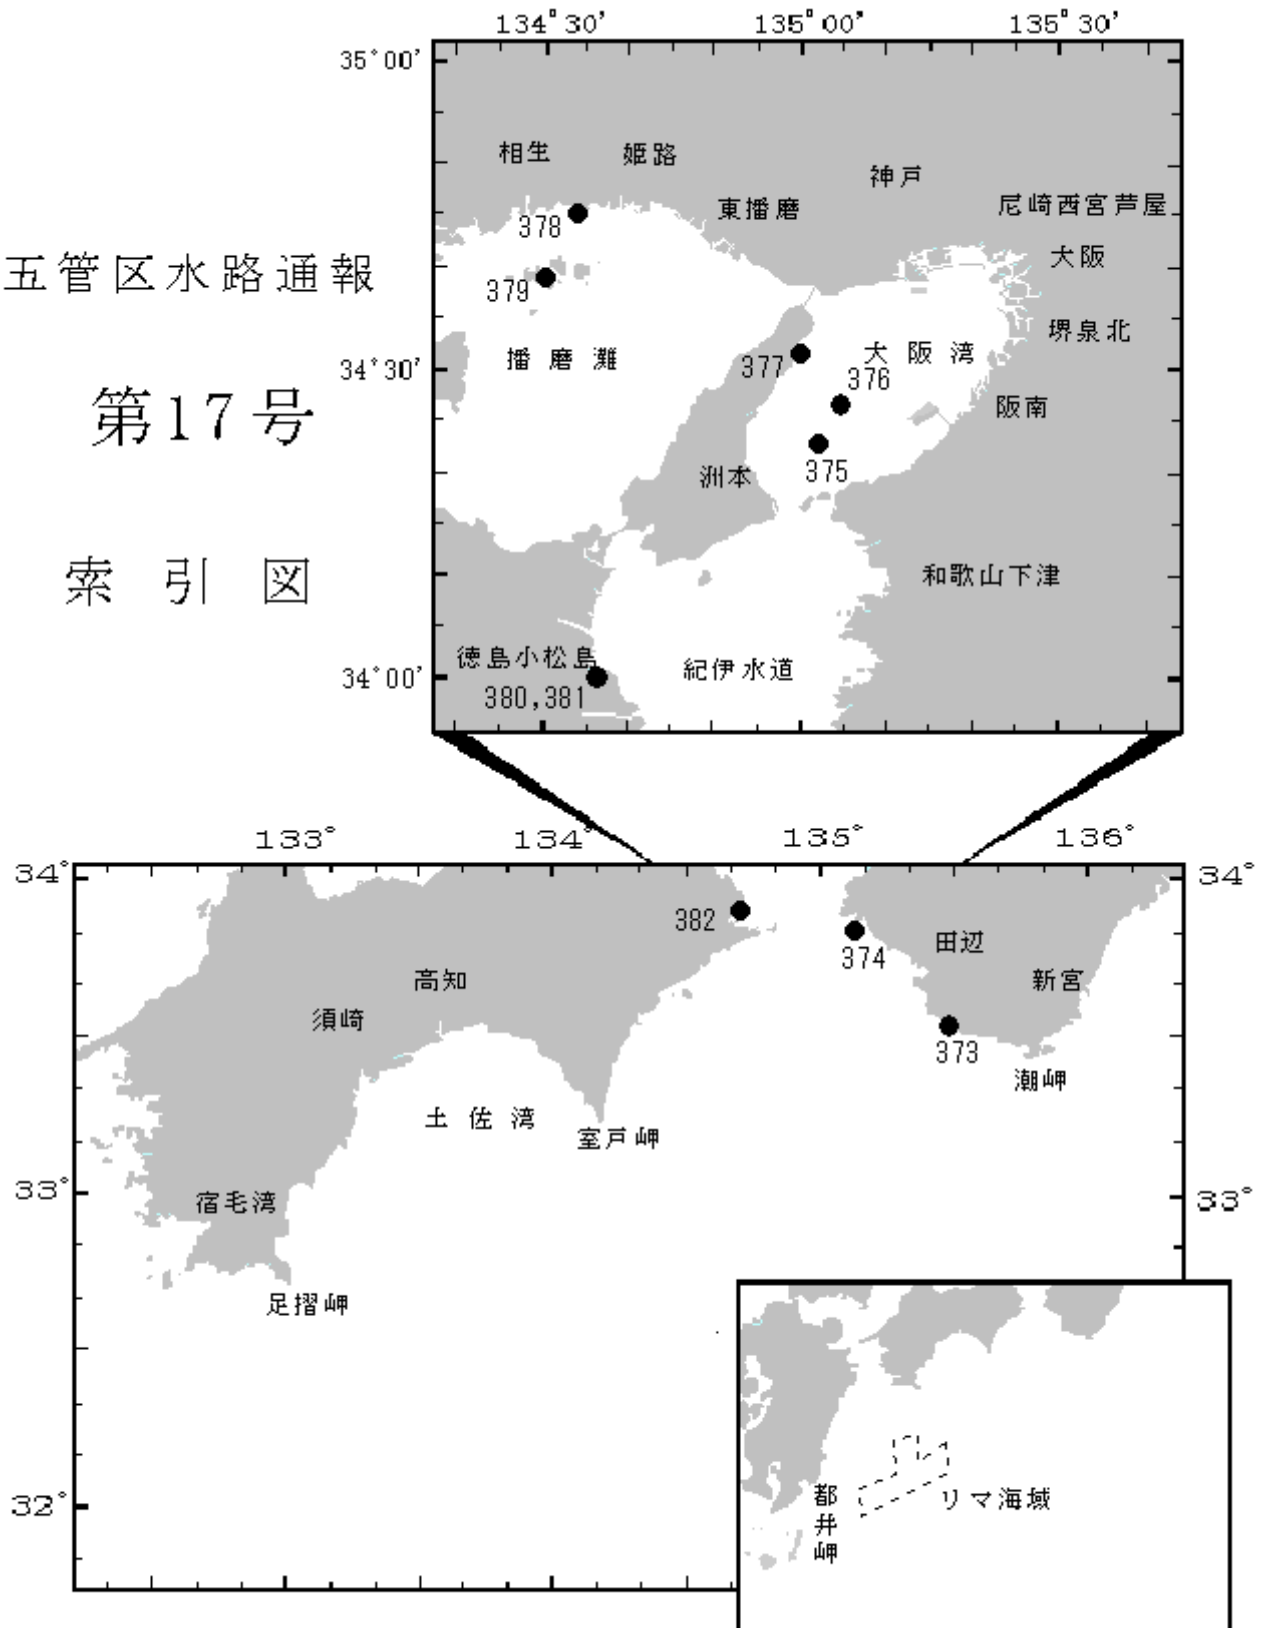 134°30' 135°00' 135°30'
35°00'
相生 姫路
神戸
東播磨 尼崎西宮芦屋
378
大阪
五管区水路通報
379
堺泉北
播磨灘 377 大阪湾
34°30'
376
第17号
阪南
洲本 375
索引図
和歌山下津
徳島小松島
紀伊水道
34°00'
380,381
133° 134° 135° 136°
34° 34°
382
374 田辺
高知 新宮
須崎
373
潮岬
土佐湾
室戸岬
33° 33°
宿毛湾
足摺岬
32°
都井岬
リマ海域